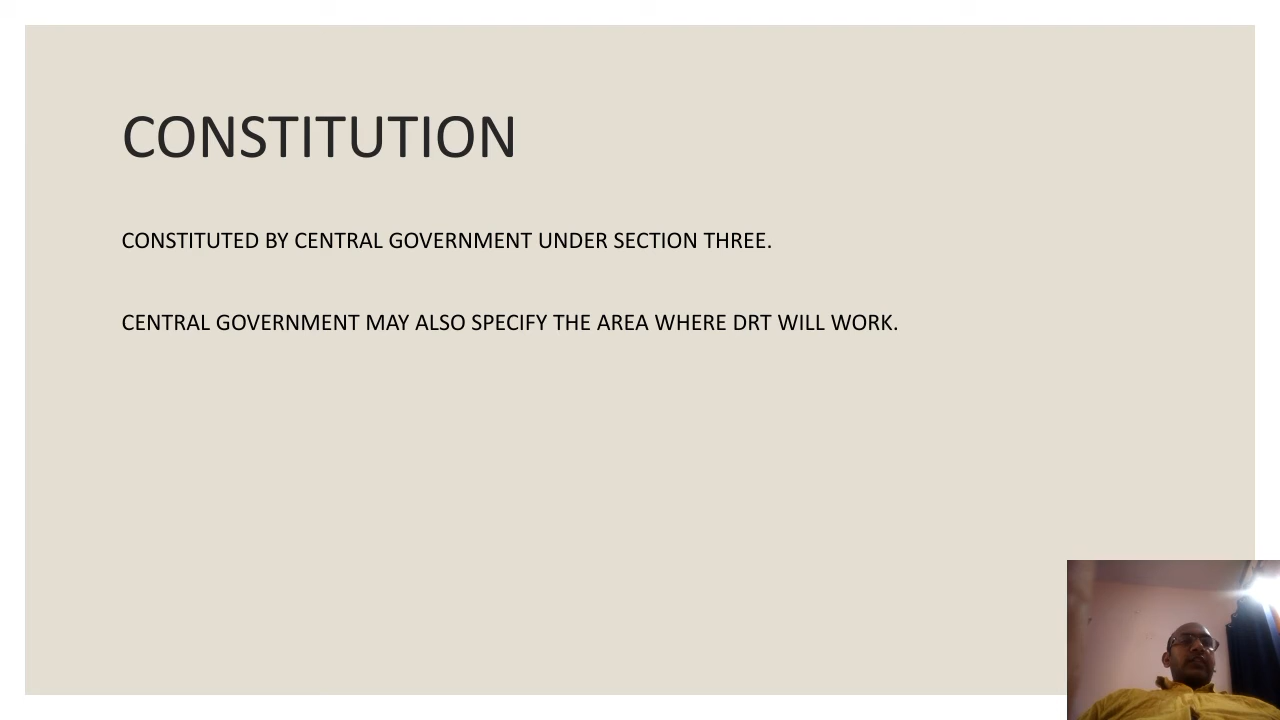 CONSTITUTION
CONSTITUTED BY CENTRAL GOVERNMENT UNDER SECTION THREE.
CENTRAL GOVERNMENT MAY ALSO SPECIFY THE AREA WHERE DRT WILL WORK.